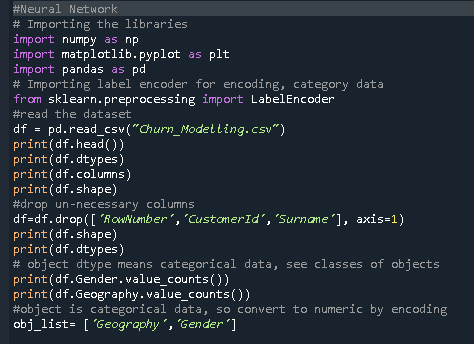 #Neural Network
# Importing the libraries
import numpy as np
import matplotlib.pyplot as plt
import pandas as pd
# Importing label encoder for encoding, category data
from sklearn.preprocessing import LabelEncoder
#read the dataset
df = pd.read_csv("Churn_Modelling.csv")
print(df.head())
print(df.dtypes)
print(df.columns)
print(df.shape)
#drop un-necessary columns
df=df.drop(['RowNumber','CustomerId','Surname'], axis=1)
print(df.shape)
print(df.dtypes)
# object dtype means categorical data, see classes of objects
print(df.Gender.value_counts())
print(df.Geography.value_counts())
#object is categorical data, so convert to numeric by encoding
obj_list= ['Geography','Gender']